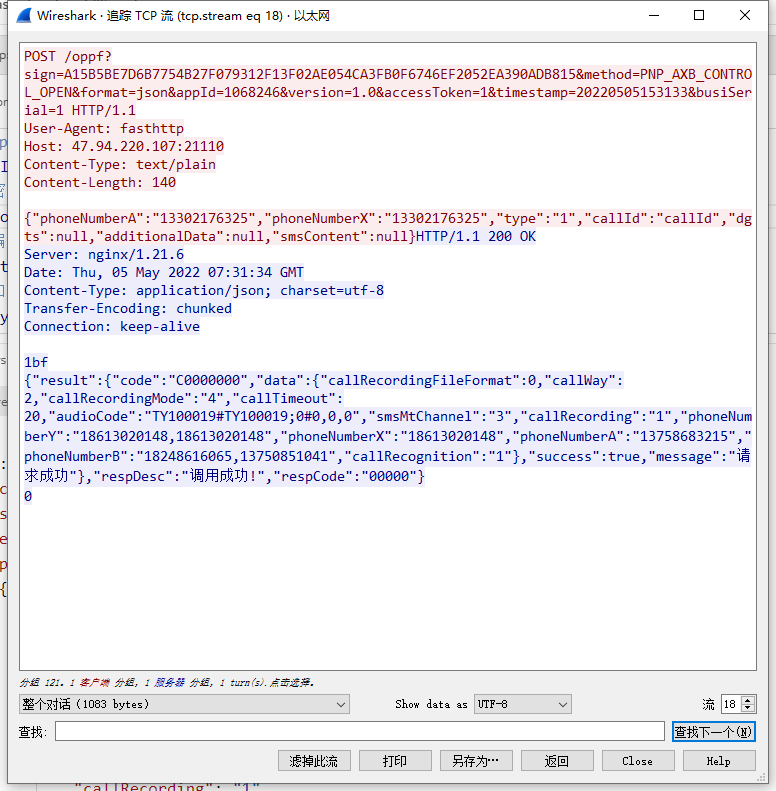 Wireshark · 追踪 TCP 流 (tcp.stream eq 18) · 以太网
POST /oppf?
sign=A15B5BE7D6B7754B27F079312F13F02AE054CA3FB0F6746EF2052EA390ADB815&method=PNP_AXB_CONTRO
L_OPEN&format=json&appId=1068246&version=1.0&accessToken=1&timestamp=20220505153133&busiSer
ial=1 HTTP/1.1
User-Agent: fasthttp
Host: 47.94.220.107:21110
Content-Type: text/plain
Content-Length: 140
{"phoneNumberA":"13302176325","phoneNumberX":"13302176325","type":"1","callId":"callId","dg
ts":null,"additionalData":null,"smsContent":null}HTTP/1.1 200 OK
Server: nginx/1.21.6
Date: Thu, 05 May 2022 07:31:34 GMT
Content-Type: application/json; charset=utf-8
Transfer-Encoding: chunked
Connection: keep-alive
1bf
{"result":{"code":"C0000000","data":{"callRecordingFileFormat":0,"callWay":
2,"callRecordingMode":"4","callTimeout":
20,"audioCode":"TY100019#TY100019;0#0,0,0","smsMtChannel":"3","callRecording":"1","phoneNum
berY":"18613020148,18613020148","phoneNumberX":"18613020148","phoneNumberA":"13758683215","
phoneNumberB":"18248616065,13750851041","callRecognition":"1"},"success":true,"message":"请
求成功"},"respDesc":"调用成功!","respCode":"00000"}
0
分组 121。1 客户端 分组, 1 服务器 分组, 1 turn(s).点击选择。
整个对话 (1083 bytes)
Show data as UTF-8
流 18
查找:
查找下一个(N)
滤掉此流
打印
另存为…
返回
Close
Help
"callRecording": "1"